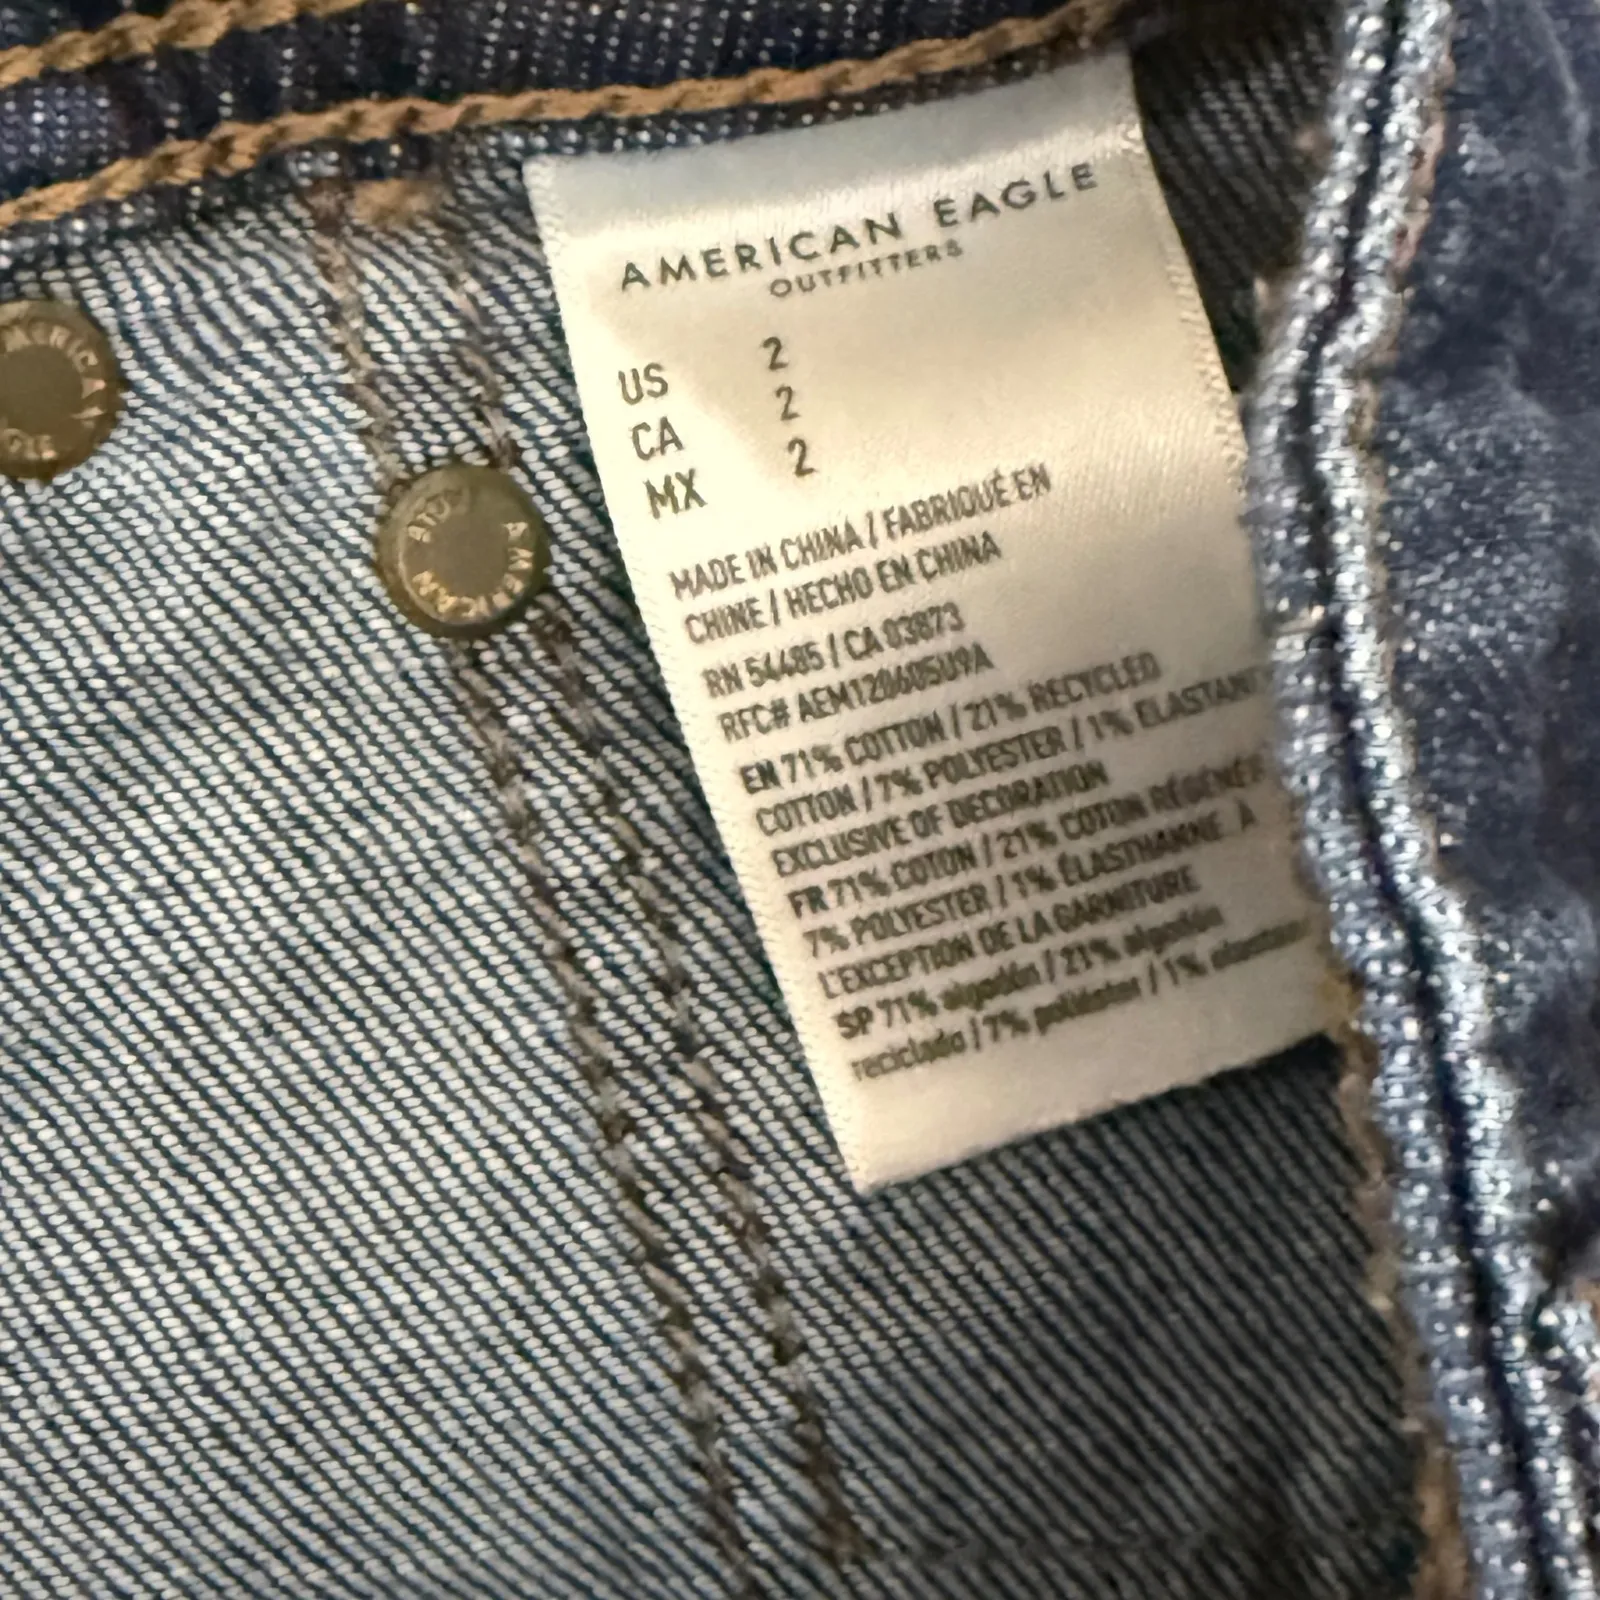 AMERICAN EAGLE
OUTFITTERS
US 2
CA 2
MX 2
MADE IN CHINA / FABRIQUÉ EN
CHINE / HECHO EN CHINA
RN 54485 / CA 03873
RFC# AEM120605U9A
EN 71% COTTON / 21% RECYCLED
COTTON / 7% POLYESTER / 1% ELASTANE
EXCLUSIVE OF DECORATION
FR 71% COTON / 21% COTON RÉGÉNÉR
7% POLYESTER / 1% ÉLASTHANNE À
L'EXCEPTION DE LA GARNITURE
SP 71% algodón / 21% algodón
reciclado / 7% poliéster / 1%
AMERICAN
AMERICAN